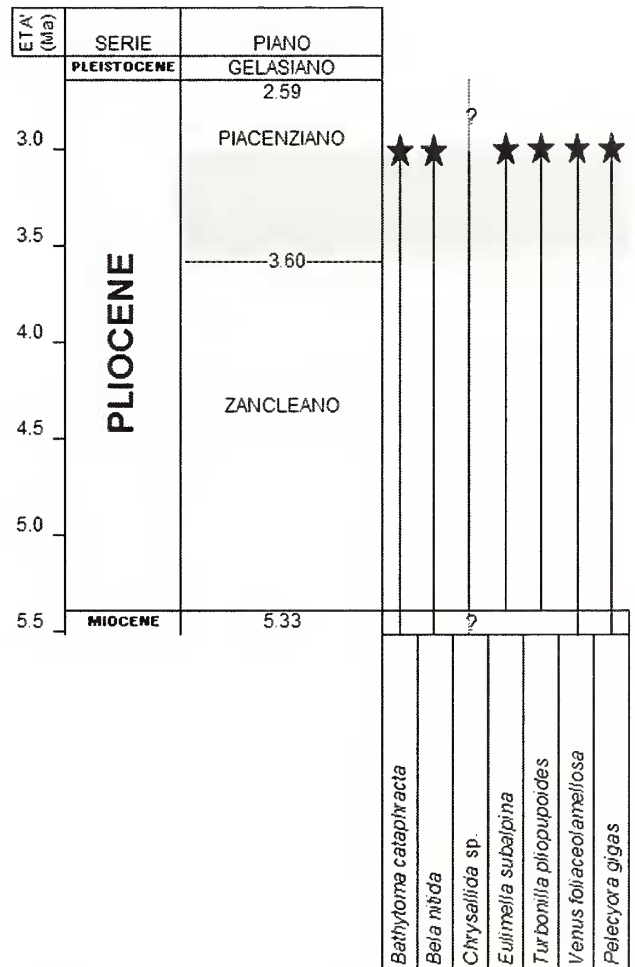 ETA'
(Ma)
SERIE
PIANO
PLEISTOCENE
GELASIANO
2.59
?
3.0
PIACENZIANO
3.5
3.60
PLIOCENE
4.0
ZANCLEANO
4.5
5.0
5.5
MIOCENE
5.33
?
Bathytoma cataphracta
Bela nitida
Chrysallida sp.
Eulimella subalpina
Turbonilla pliopupoides
Venus foliaceolamellosa
Pelecyora gigas